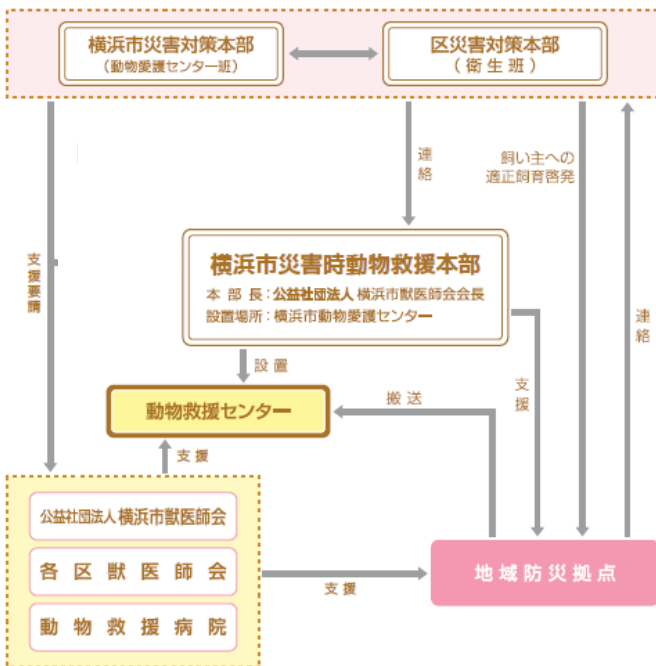 横浜市災害対策本部
（動物愛護センター班）
区災害対策本部
（衛生班）
連絡
飼い主への
適正飼育啓発
支援要請
横浜市災害時動物救援本部
本部長：公益社団法人 横浜市獣医師会会長
設置場所：横浜市動物愛護センター
連絡
設置
支援
動物救援センター
搬送
支援
公益社団法人 横浜市獣医師会
各区獣医師会
動物救援病院
支援
地域防災拠点